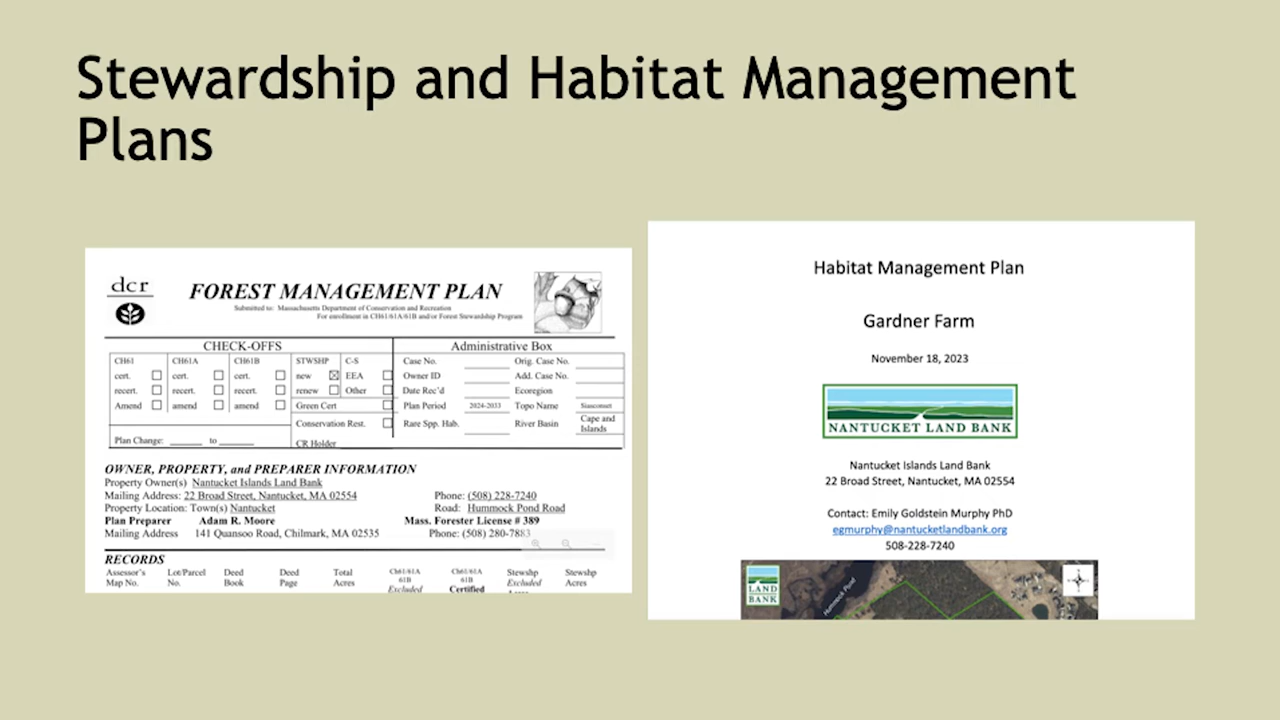 Stewardship and Habitat Management
Plans
dcr
FOREST MANAGEMENT PLAN
Submitted to: Massachusetts Department of Conservation and Recreation
For enrollment in CH61/61A/61B and/or Forest Stewardship Program
CHECK-OFFS Administrative Box
CH61 CH61A CH61B STWSHP C-S Case No. Orig. Case No.
cert. cert. cert. new EEA Owner ID Add. Case No.
recert. recert. recert. renew Other Date Rec'd Ecoregion
Amend amend amend Green Cert Plan Period 2024-2033 Topo Name Siasconset
Conservation Rest. Rare Spp. Hab. River Basin Cape and
Islands
Plan Change: to CR Holder
OWNER, PROPERTY, and PREPARER INFORMATION
Property Owner(s) Nantucket Islands Land Bank
Mailing Address: 22 Broad Street, Nantucket, MA 02554 Phone: (508) 228-7240
Property Location: Town(s) Nantucket Road: Hummock Pond Road
Plan Preparer Adam R. Moore Mass. Forester License # 389
Mailing Address 141 Quansoo Road, Chilmark, MA 02535 Phone: (508) 280-7883
RECORDS
Assessor's Lot/Parcel Deed Deed Total Ch61/61A Ch61/61A Stewshp Stewshp
Map No. No. Book Page Acres 61B 61B Excluded Acres
Excluded Certified
Habitat Management Plan
Gardner Farm
November 18, 2023
NANTUCKET LAND BANK
Nantucket Islands Land Bank
22 Broad Street, Nantucket, MA 02554
Contact: Emily Goldstein Murphy PhD
egmurphy@nantucketlandbank.org
508-228-7240
LAND
BANK
Hummock Pond